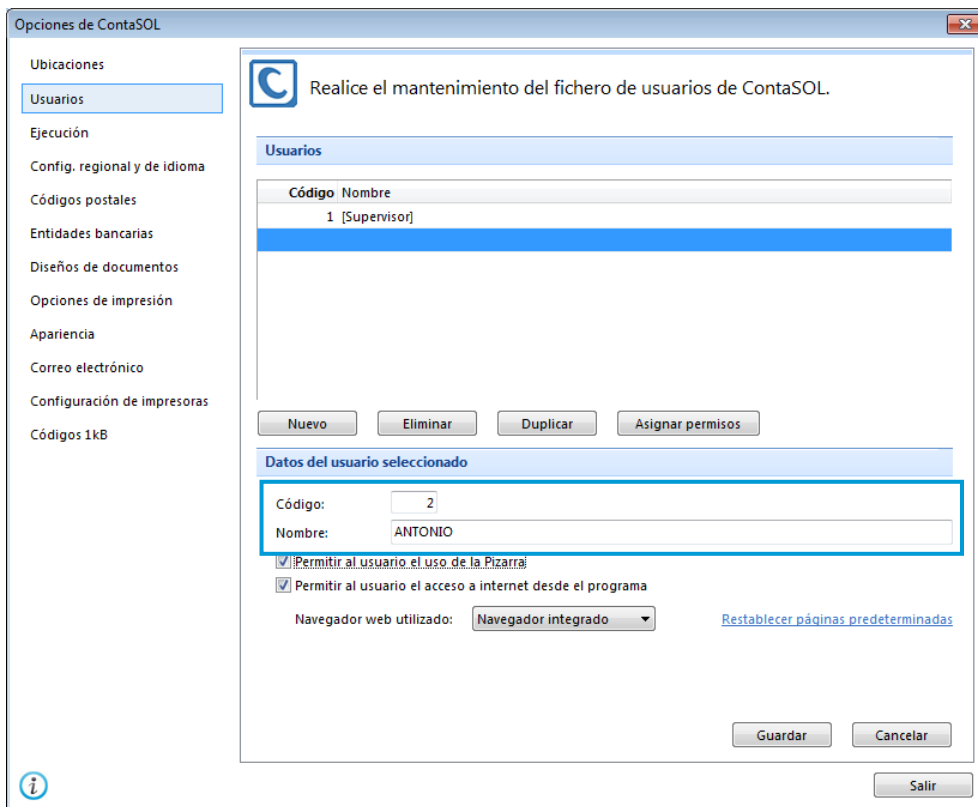 Opciones de ContaSOL
Ubicaciones
Usuarios
Ejecución
Config. regional y de idioma
Códigos postales
Entidades bancarias
Diseños de documentos
Opciones de impresión
Apariencia
Correo electrónico
Configuración de impresoras
Códigos 1kB
C
Realice el mantenimiento del fichero de usuarios de ContaSOL.
Usuarios
Código Nombre
1 [Supervisor]
Nuevo Eliminar Duplicar Asignar permisos
Datos del usuario seleccionado
Código: 2
Nombre: ANTONIO
Permitir al usuario el uso de la Pizarra
Permitir al usuario el acceso a internet desde el programa
Navegador web utilizado: Navegador integrado Restablecer páginas predeterminadas
Guardar Cancelar
i
Salir